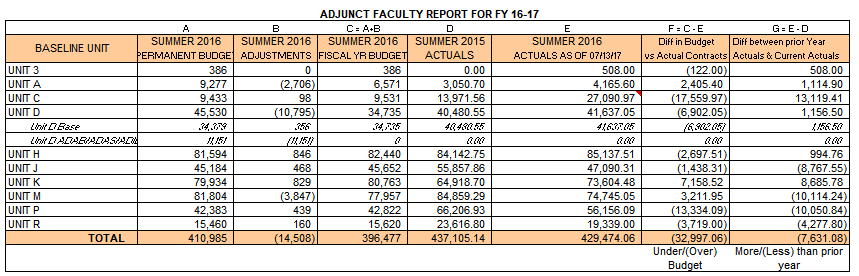 ADJUNCT FACULTY REPORT FOR FY 16-17
A B C = A+B D E F = C - E G = E - D
BASELINE UNIT SUMMER 2016 SUMMER 2016 SUMMER 2016 SUMMER 2015 SUMMER 2016 Diff in Budget Diff between prior Year
PERMANENT BUDGE ADJUSTMENTS FISCAL YR BUDGET ACTUALS ACTUALS AS OF 07/13/17 vs Actual Contracts Actuals & Current Actuals
UNIT 3 386 0 386 0.00 508.00 (122.00) 508.00
UNIT A 9,277 (2,706) 6,571 3,050.70 4,165.60 2,405.40 1,114.90
UNIT C 9,433 98 9,531 13,971.56 27,090.97 (17,559.97) 13,119.41
UNIT D 45,530 (10,795) 34,735 40,480.55 41,637.05 (6,902.05) 1,156.50
Unit D Base 34,379 356 34,735 40,480.55 41,637.05 (6,902.05) 1,156.50
Unit D ADAB/ADAS/ADIL 11,151 (11,151) 0 0.00 0.00 0.00 0.00
UNIT H 81,594 846 82,440 84,142.75 85,137.51 (2,697.51) 994.76
UNIT J 45,184 468 45,652 55,857.86 47,090.31 (1,438.31) (8,767.55)
UNIT K 79,934 829 80,763 64,918.70 73,604.48 7,158.52 8,685.78
UNIT M 81,804 (3,847) 77,957 84,859.29 74,745.05 3,211.95 (10,114.24)
UNIT P 42,383 439 42,822 66,206.93 56,156.09 (13,334.09) (10,050.84)
UNIT R 15,460 160 15,620 23,616.80 19,339.00 (3,719.00) (4,277.80)
TOTAL 410,985 (14,508) 396,477 437,105.14 429,474.06 (32,997.06) (7,631.08)
Under/(Over) More/(Less) than prior
Budget year